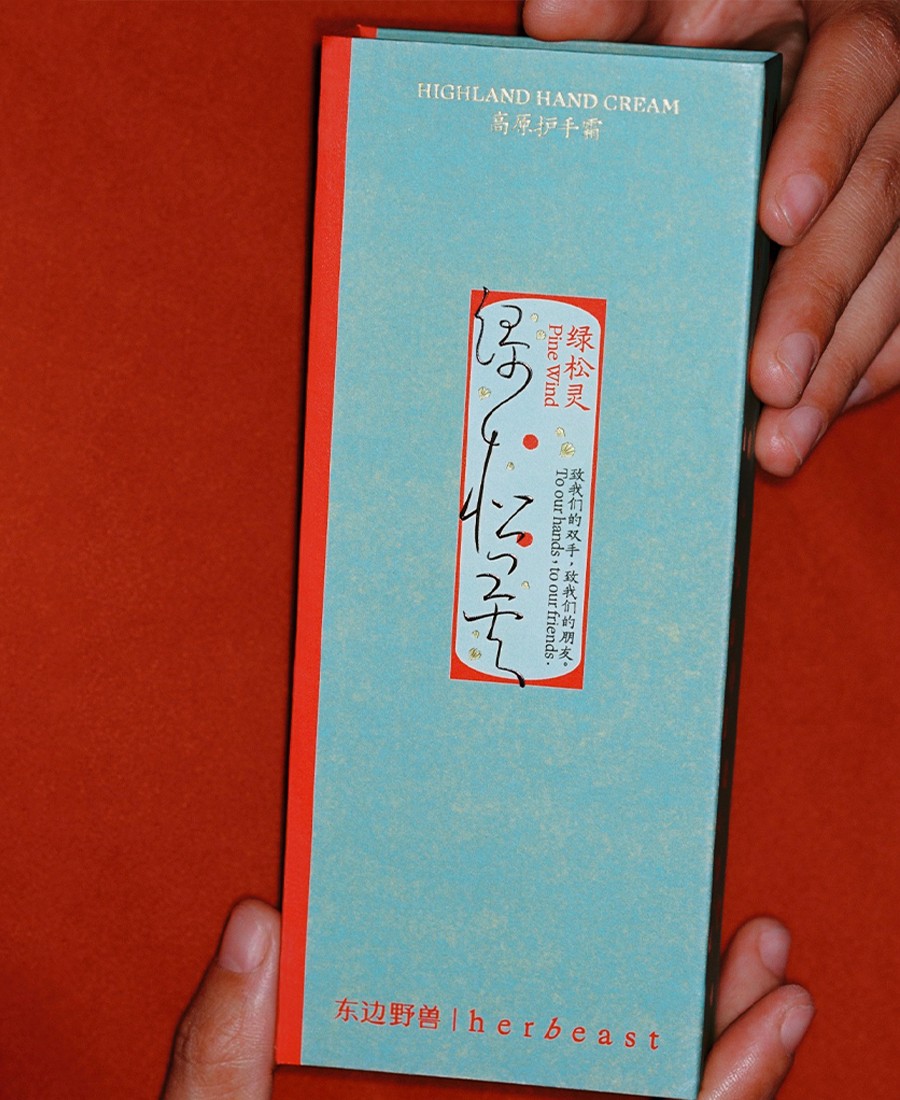 HIGHLAND HAND CREAM
高原护手霜
绿松灵
Pine Wind
绿松灵
致我们的双手，致我们的朋友。
To our hands, to our friends.
东边野兽 | herbeast